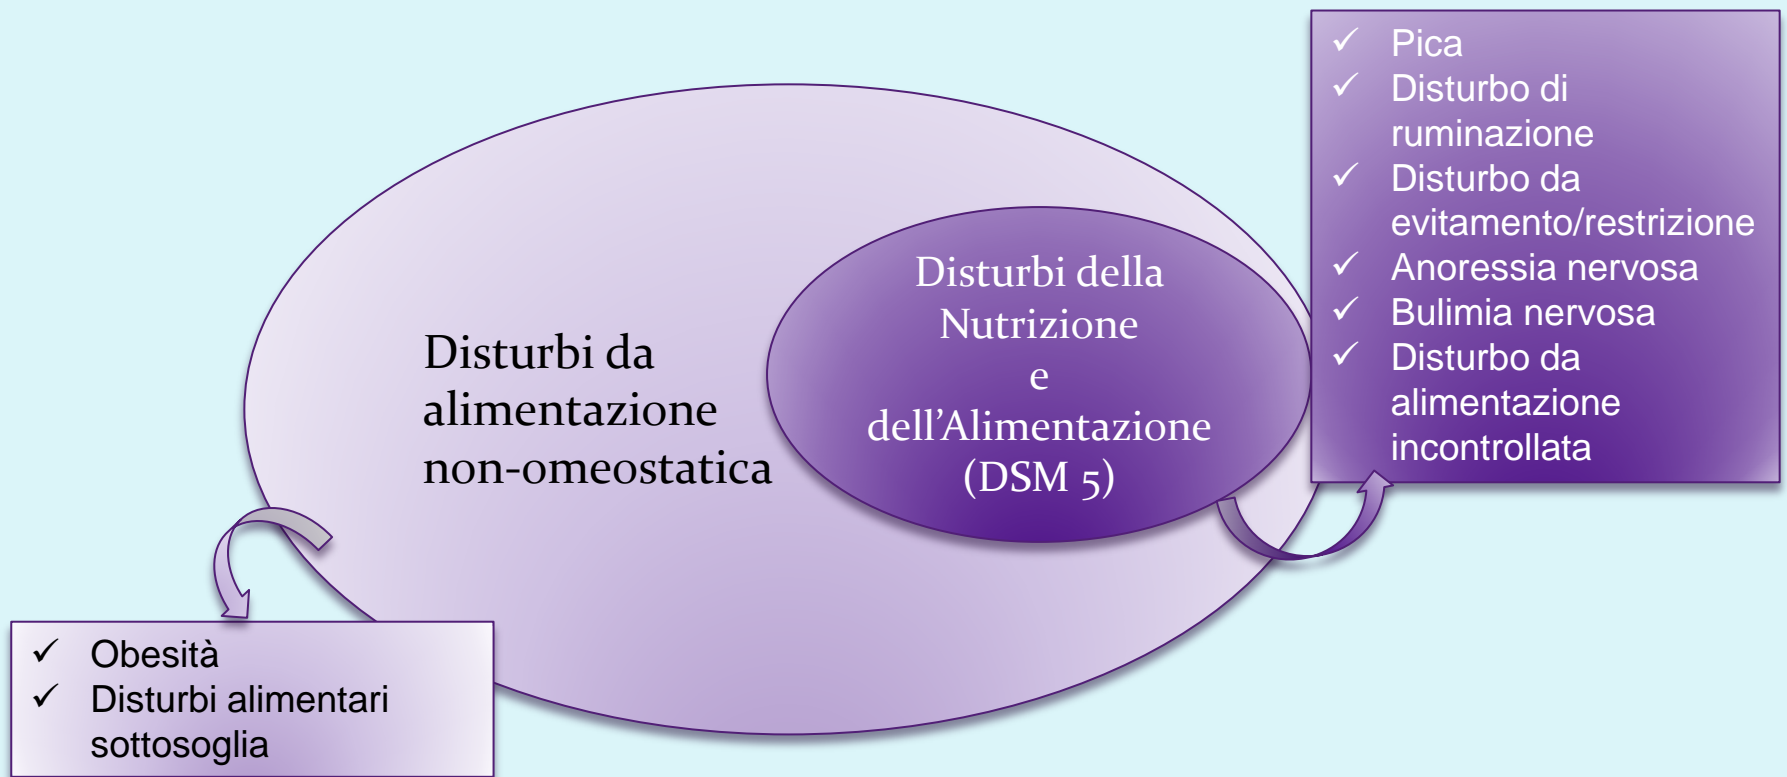 Disturbi da
alimentazione
non-omeostatica
Disturbi della
Nutrizione
e
dell’Alimentazione
(DSM 5)
✓ Pica
✓ Disturbo di
ruminazione
✓ Disturbo da
evitamento/restrizione
✓ Anoressia nervosa
✓ Bulimia nervosa
✓ Disturbo da
alimentazione
incontrollata
✓ Obesità
✓ Disturbi alimentari
sottosoglia